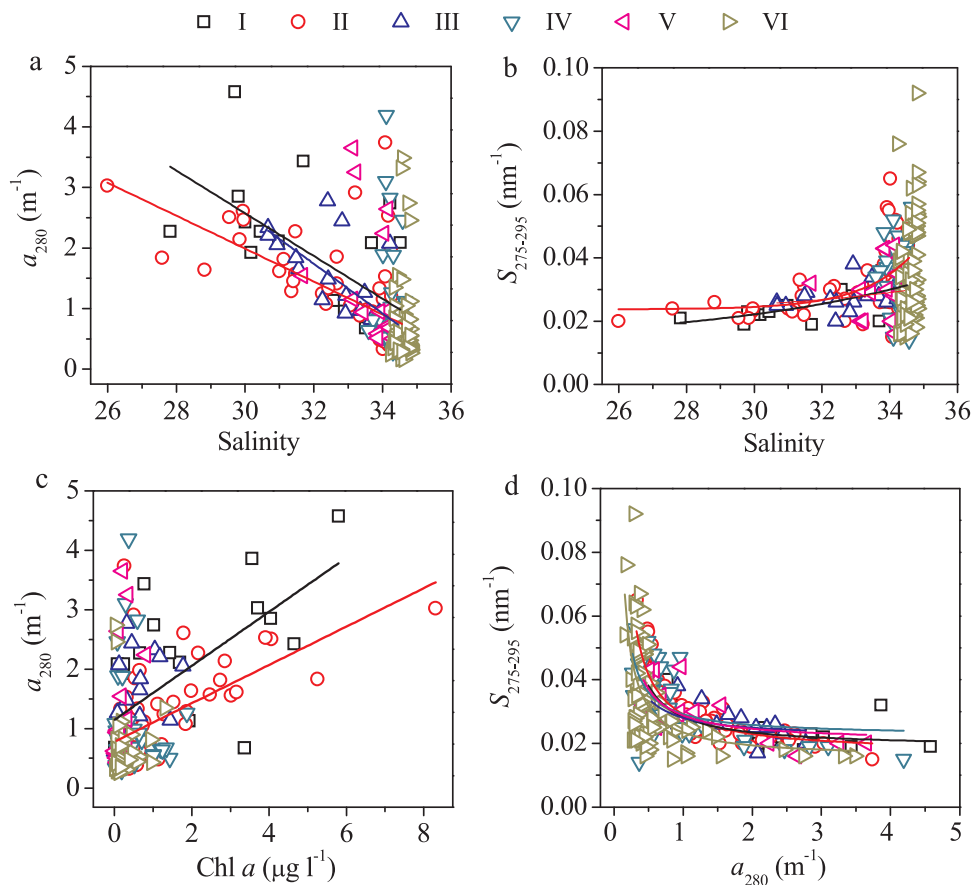 I II III IV V VI
a
5
4
3
2
1
0
a280 (m-1)
26 28 30 32 34 36
Salinity
b
0.10
0.08
0.06
0.04
0.02
0.00
S275-295 (nm-1)
26 28 30 32 34 36
Salinity
c
5
4
3
2
1
0
a280 (m-1)
0 2 4 6 8
Chl a (μg l-1)
d
0.10
0.08
0.06
0.04
0.02
0.00
S275-295 (nm-1)
0 1 2 3 4 5
a280 (m-1)